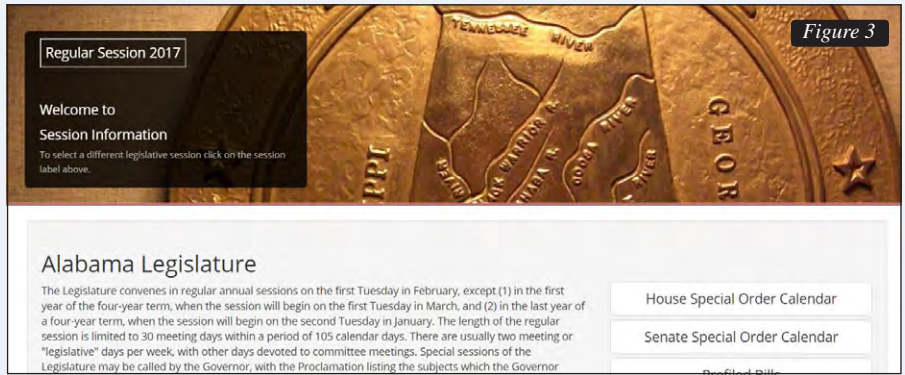 Figure 3
TENNESSEE RIVER
Regular Session 2017
Welcome to
Session Information
To select a different legislative session click on the session
label above.
GEOR
PPI
WARRIOR R.
COOSA RIVER
RIVER
Alabama Legislature
The Legislature convenes in regular annual sessions on the first Tuesday in February, except (1) in the first
year of the four-year term, when the session will begin on the first Tuesday in March, and (2) in the last year of
a four-year term, when the session will begin on the second Tuesday in January. The length of the regular
session is limited to 30 meeting days within a period of 105 calendar days. There are usually two meeting or
"legislative" days per week, with other days devoted to committee meetings. Special sessions of the
Legislature may be called by the Governor, with the Proclamation listing the subjects which the Governor
House Special Order Calendar
Senate Special Order Calendar
Prefiled Bills